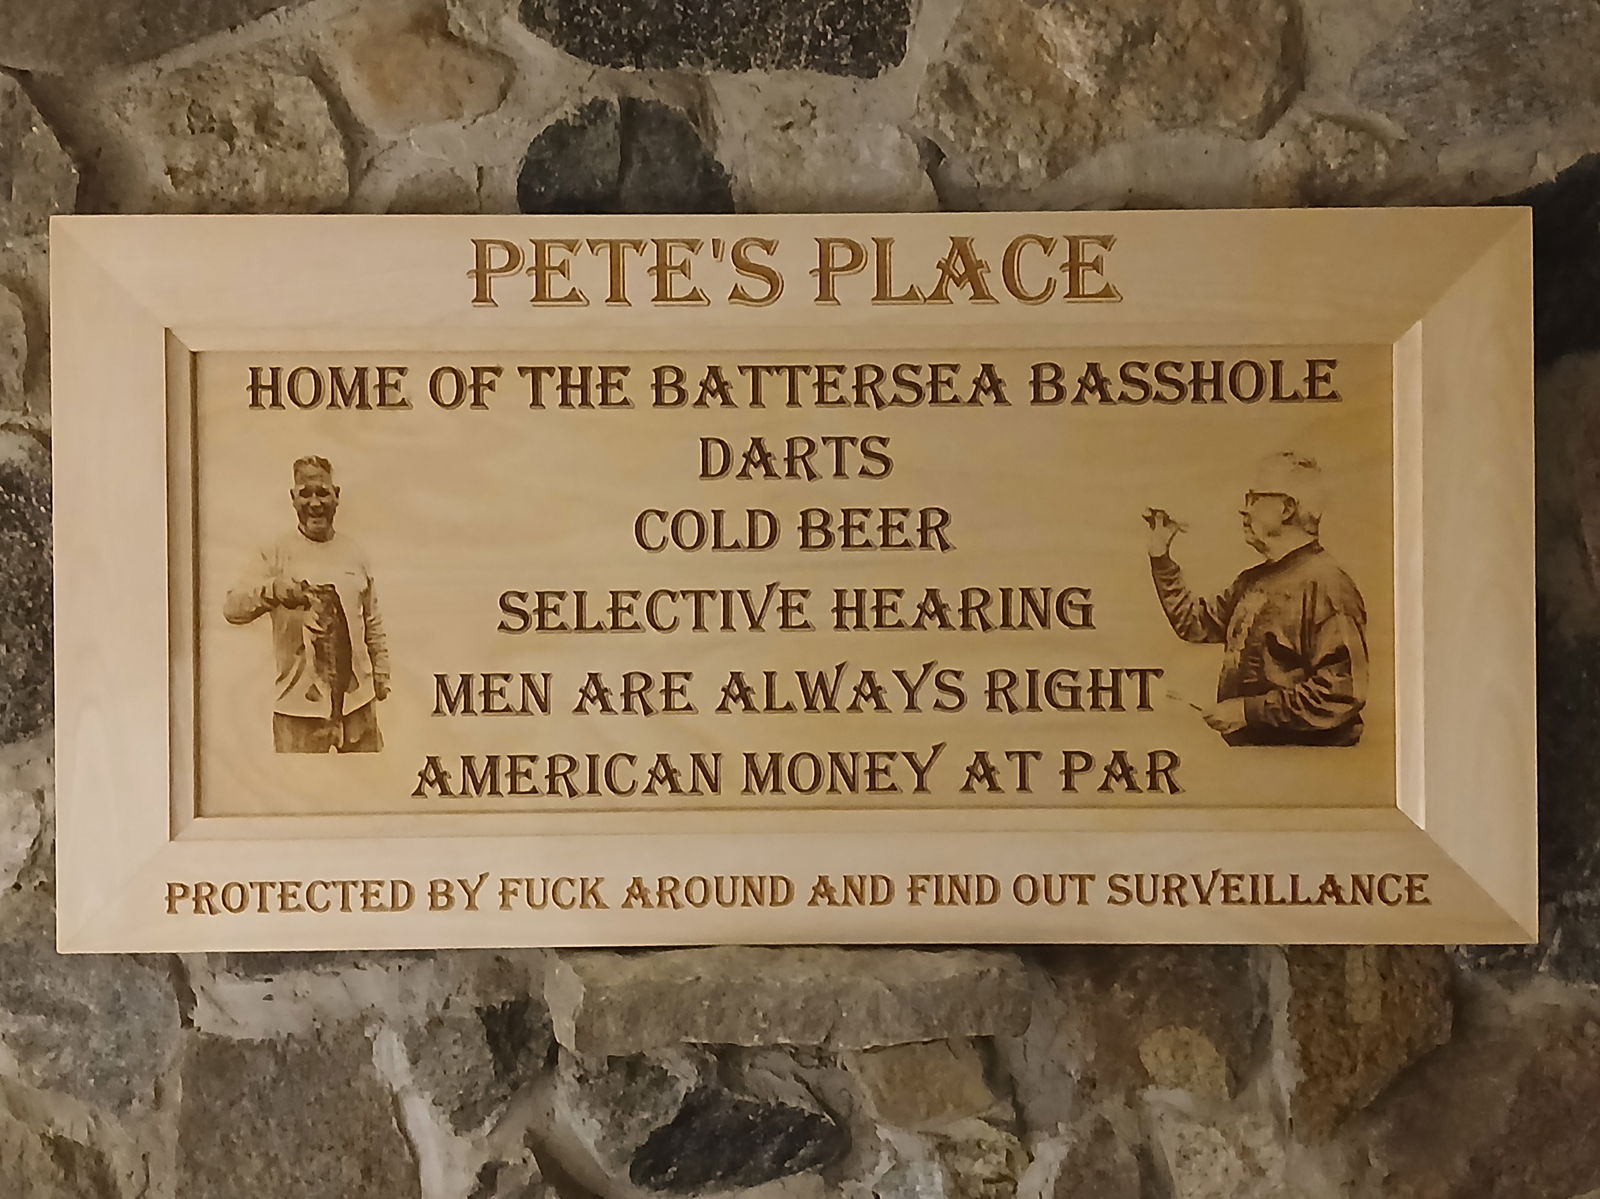 PETE'S PLACE
HOME OF THE BATTERSEA BASSHOLE
DARTS
COLD BEER
SELECTIVE HEARING
MEN ARE ALWAYS RIGHT
AMERICAN MONEY AT PAR
PROTECTED BY FUCK AROUND AND FIND OUT SURVEILLANCE